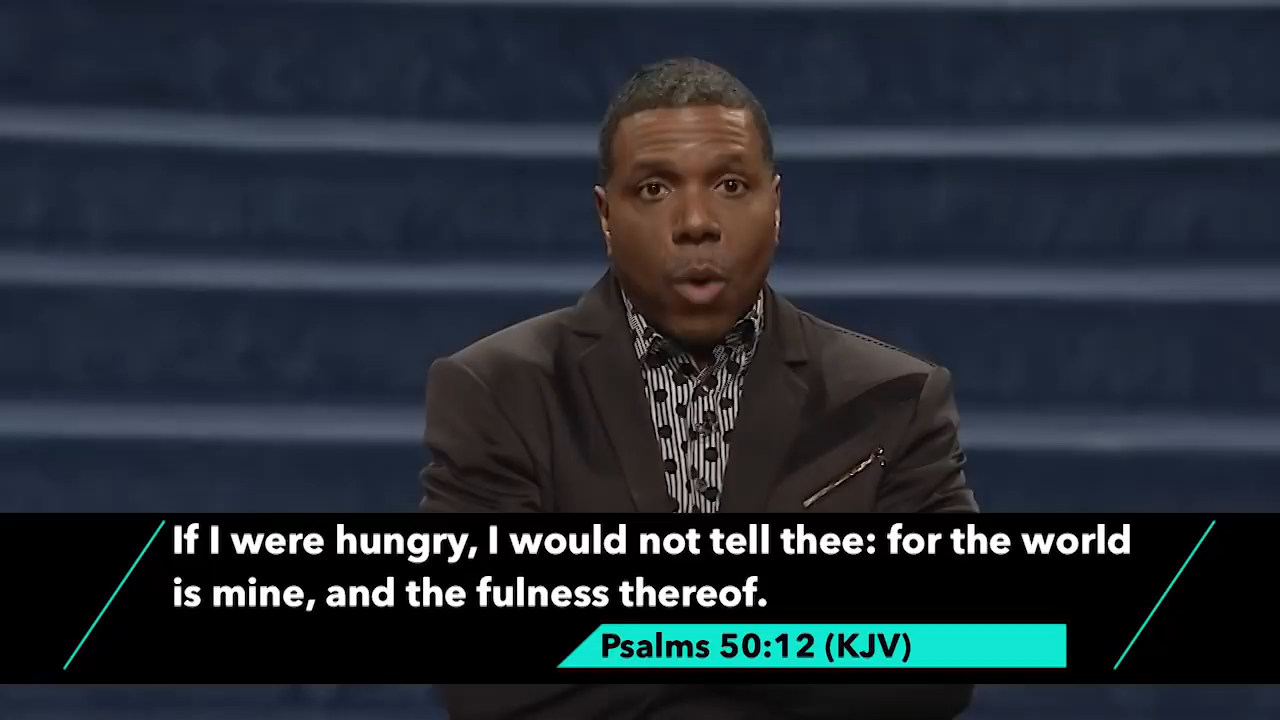 If I were hungry, I would not tell thee: for the world
is mine, and the fulness thereof.
Psalms 50:12 (KJV)